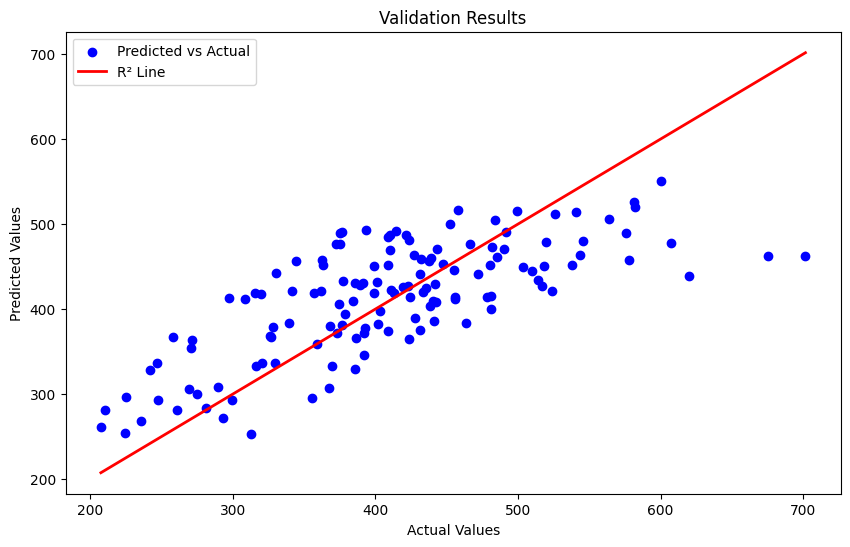 Validation Results
Predicted vs Actual
R² Line
700
600
500
400
300
200
Predicted Values
200 300 400 500 600 700
Actual Values